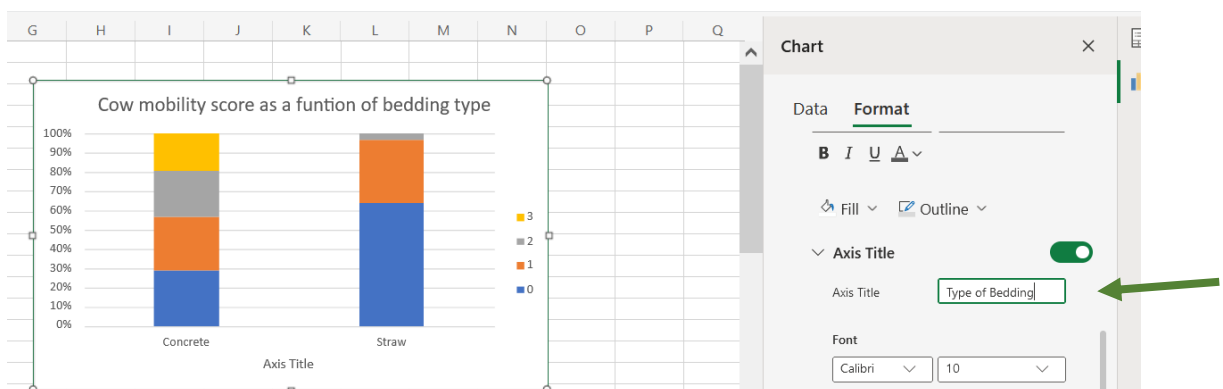 G H I J K L M N O P Q
Cow mobility score as a funtion of bedding type
100%
90%
80%
70%
60%
50%
40%
30%
20%
10%
0%
Concrete Straw
Axis Title
3
2
1
0
Chart
Data Format
B I U A
Fill Outline
Axis Title
Axis Title Type of Bedding
Font
Calibri 10